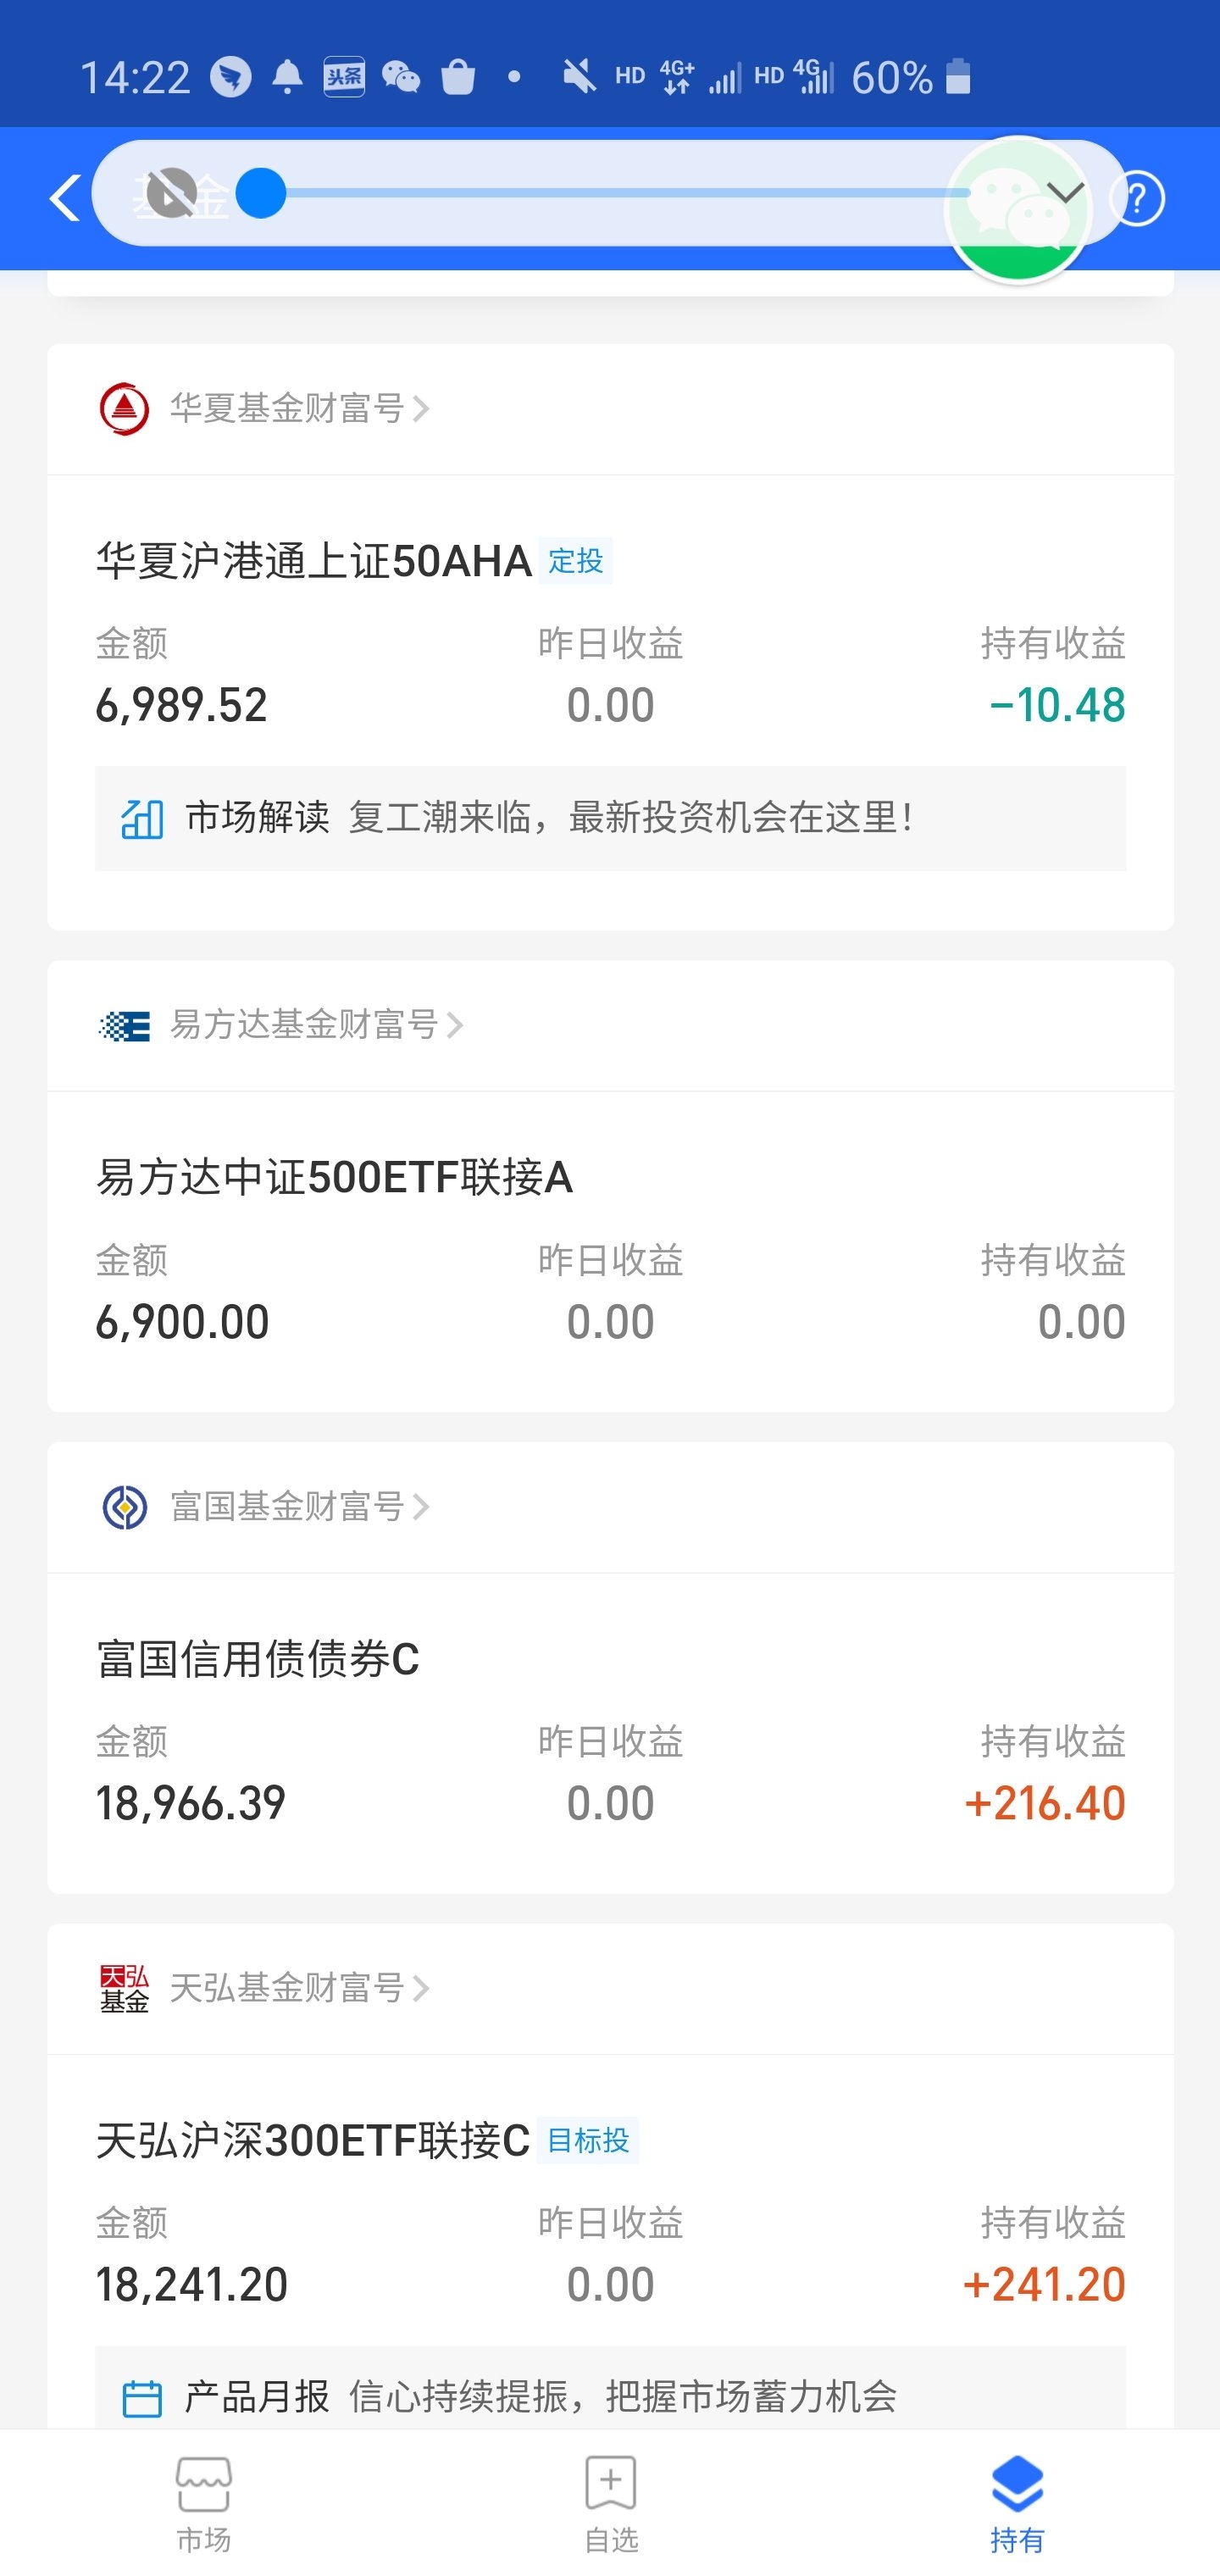 14:22 头条 HD 4G+ HD 4G 60%
基金
华夏基金财富号
华夏沪港通上证50AHA 定投
金额 昨日收益 持有收益
6,989.52 0.00 -10.48
市场解读 复工潮来临，最新投资机会在这里！
易方达基金财富号
易方达中证500ETF联接A
金额 昨日收益 持有收益
6,900.00 0.00 0.00
富国基金财富号
富国信用债债券C
金额 昨日收益 持有收益
18,966.39 0.00 +216.40
天弘基金 天弘基金财富号
天弘沪深300ETF联接C 目标投
金额 昨日收益 持有收益
18,241.20 0.00 +241.20
产品月报 信心持续提振，把握市场蓄力机会
市场 自选 持有